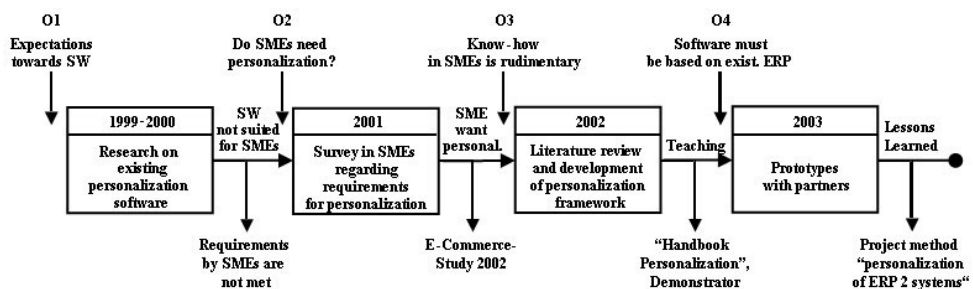 O1
Expectations
towards SW
O2
Do SMEs need
personalization?
O3
Know-how
in SMEs is rudimentary
O4
Software must
be based on exist. ERP
1999-2000
Research on
existing
personalization
software
SW
not suited
for SMEs
2001
Survey in SMEs
regarding
requirements
for personalization
SME
want
personal.
2002
Literature review
and development
of personalization
framework
Teaching
2003
Prototypes
with partners
Lessons
Learned
Requirements
by SMEs are
not met
E-Commerce-
Study 2002
“Handbook
Personalization”,
Demonstrator
Project method
“personalization
of ERP 2 systems“